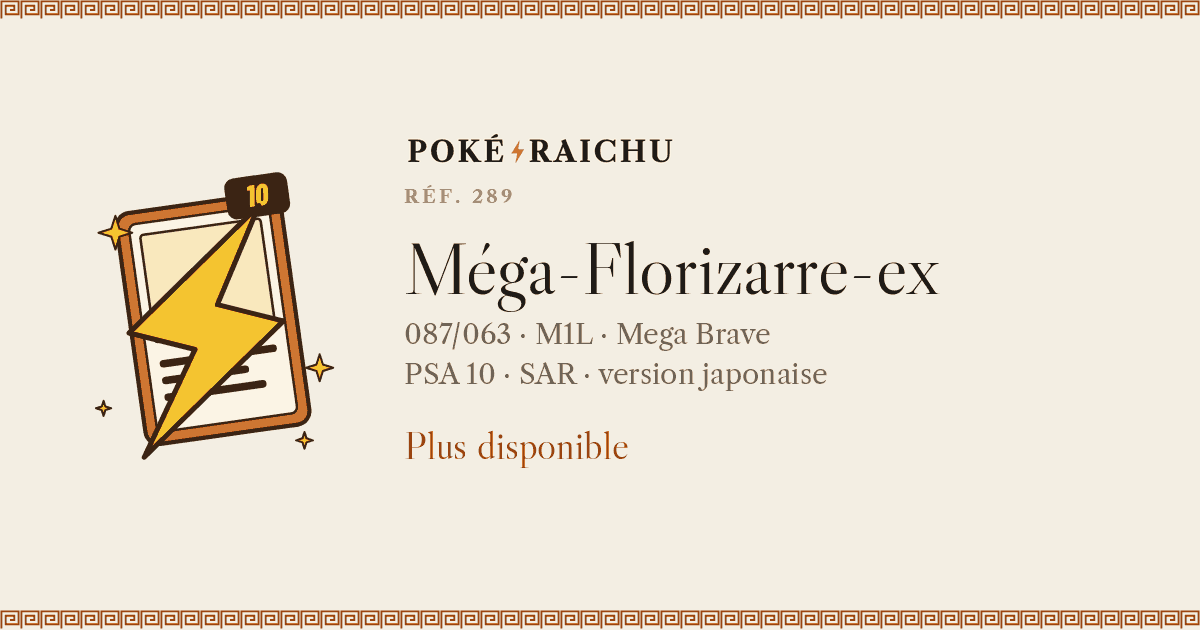 10
POKÉ RAICHU
RÉF. 289
Méga-Florizarre-ex
087/063 · M1L · Mega Brave
PSA 10 · SAR · version japonaise
Plus disponible